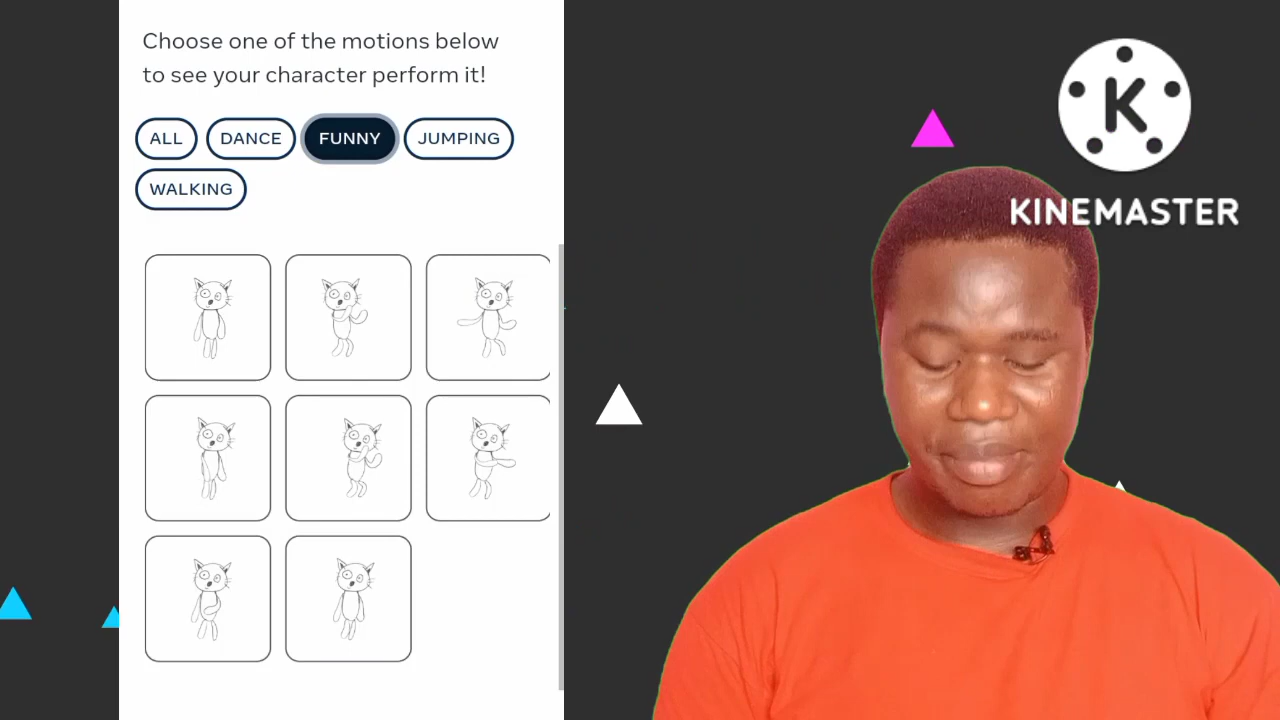 Choose one of the motions below
to see your character perform it!
ALL DANCE FUNNY JUMPING
WALKING
K
KINEMASTER